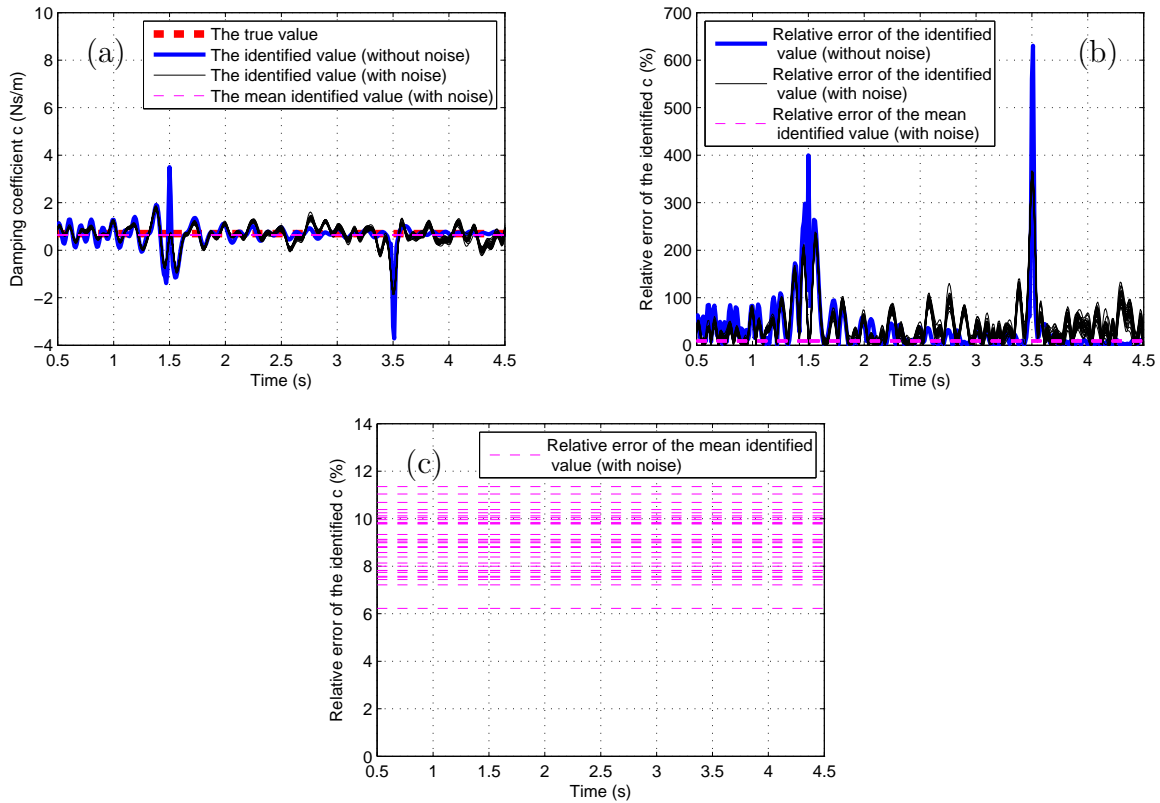 10
8
6
4
2
0
−2
−4
0.5 1 1.5 2 2.5 3 3.5 4 4.5
Time (s)
Damping coefficient c (Ns/m)
(a)
The true value
The identified value (without noise)
The identified value (with noise)
The mean identified value (with noise)
700
600
500
400
300
200
100
0
0.5 1 1.5 2 2.5 3 3.5 4 4.5
Time (s)
Relative error of the identified c (%)
(b)
Relative error of the identified
value (without noise)
Relative error of the identified
value (with noise)
Relative error of the mean
identified value (with noise)
14
12
10
8
6
4
2
0
0.5 1 1.5 2 2.5 3 3.5 4 4.5
Time (s)
Relative error of the identified c (%)
(c)
Relative error of the mean identified
value (with noise)